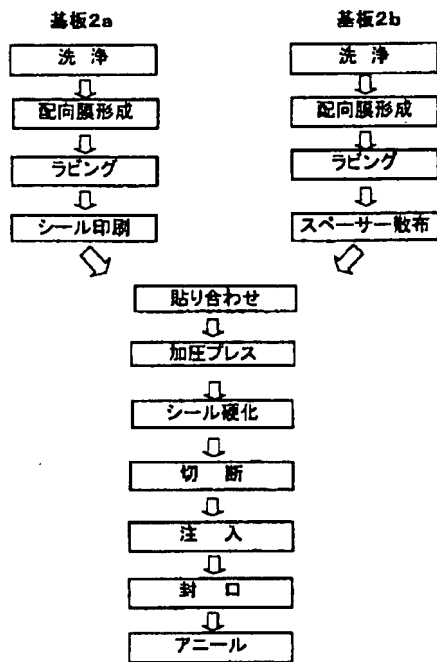 基板2a
洗 浄
配向膜形成
ラビング
シール印刷
基板2b
洗 浄
配向膜形成
ラビング
スペーサー散布
貼り合わせ
加圧プレス
シール硬化
切 断
注 入
封 口
アニール